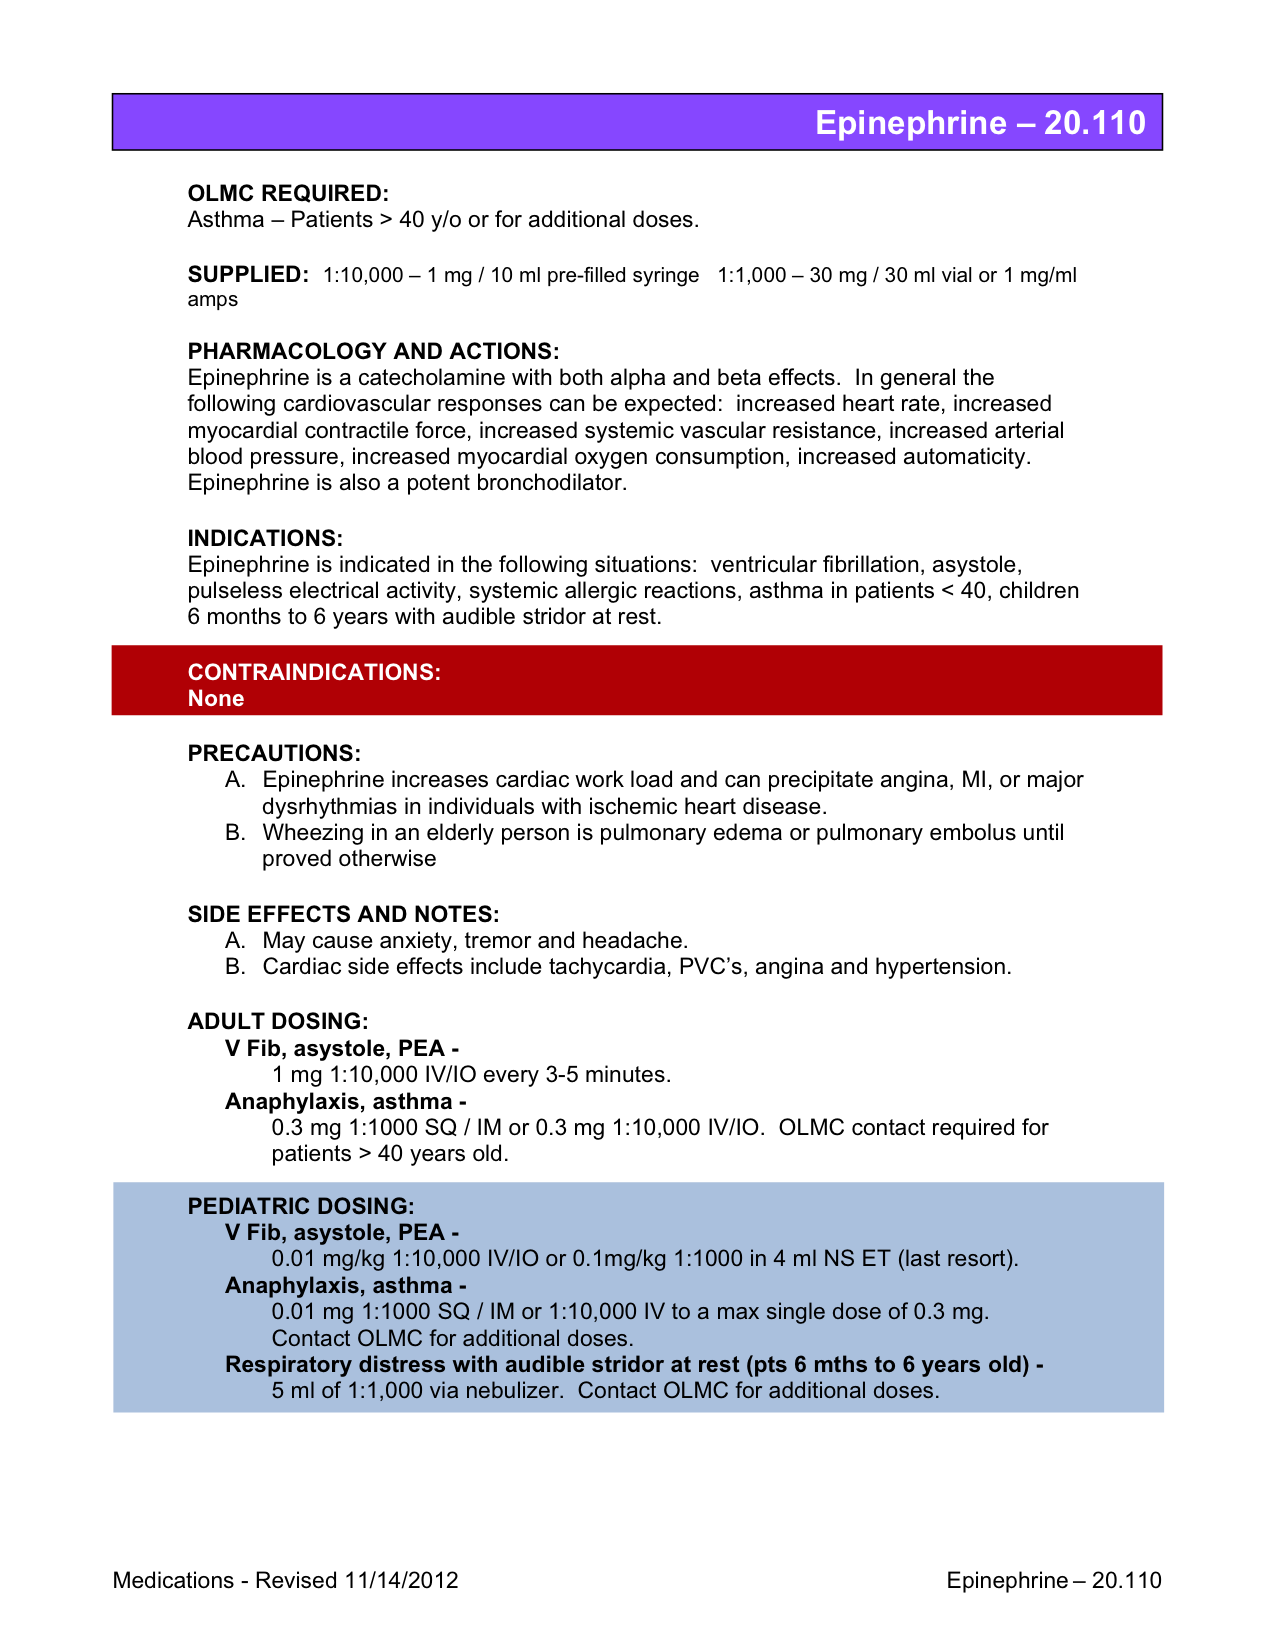 Epinephrine – 20.110
OLMC REQUIRED:
Asthma – Patients > 40 y/o or for additional doses.
SUPPLIED:  1:10,000 – 1 mg / 10 ml pre-filled syringe   1:1,000 – 30 mg / 30 ml vial or 1 mg/ml
amps
PHARMACOLOGY AND ACTIONS:
Epinephrine is a catecholamine with both alpha and beta effects.  In general the
following cardiovascular responses can be expected:  increased heart rate, increased
myocardial contractile force, increased systemic vascular resistance, increased arterial
blood pressure, increased myocardial oxygen consumption, increased automaticity.
Epinephrine is also a potent bronchodilator.
INDICATIONS:
Epinephrine is indicated in the following situations:  ventricular fibrillation, asystole,
pulseless electrical activity, systemic allergic reactions, asthma in patients < 40, children
6 months to 6 years with audible stridor at rest.
CONTRAINDICATIONS:
None
PRECAUTIONS:
A. Epinephrine increases cardiac work load and can precipitate angina, MI, or major
dysrhythmias in individuals with ischemic heart disease.
B. Wheezing in an elderly person is pulmonary edema or pulmonary embolus until
proved otherwise
SIDE EFFECTS AND NOTES:
A. May cause anxiety, tremor and headache.
B. Cardiac side effects include tachycardia, PVC’s, angina and hypertension.
ADULT DOSING:
V Fib, asystole, PEA -
1 mg 1:10,000 IV/IO every 3-5 minutes.
Anaphylaxis, asthma -
0.3 mg 1:1000 SQ / IM or 0.3 mg 1:10,000 IV/IO.  OLMC contact required for
patients > 40 years old.
PEDIATRIC DOSING:
V Fib, asystole, PEA -
0.01 mg/kg 1:10,000 IV/IO or 0.1mg/kg 1:1000 in 4 ml NS ET (last resort).
Anaphylaxis, asthma -
0.01 mg 1:1000 SQ / IM or 1:10,000 IV to a max single dose of 0.3 mg.
Contact OLMC for additional doses.
Respiratory distress with audible stridor at rest (pts 6 mths to 6 years old) -
5 ml of 1:1,000 via nebulizer.  Contact OLMC for additional doses.
Medications - Revised 11/14/2012 Epinephrine – 20.110